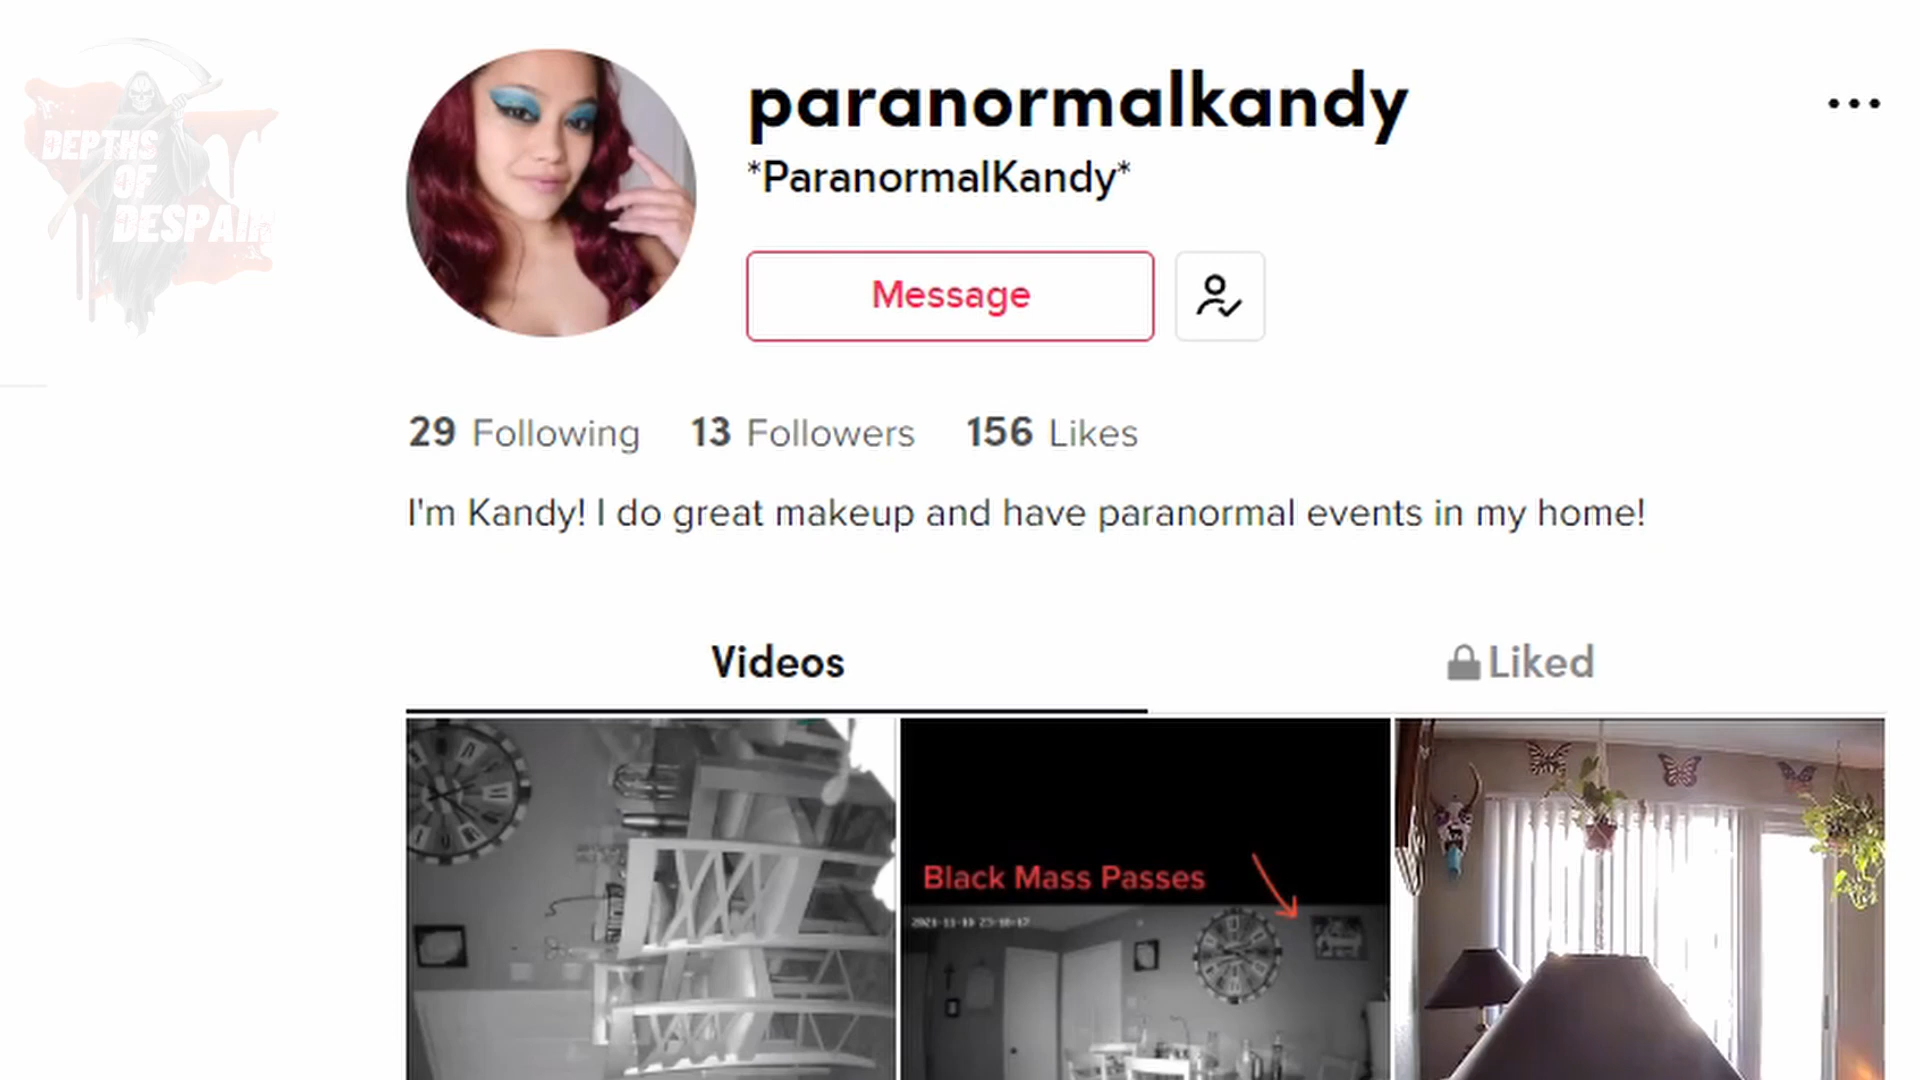 DEPTHS
OF
DESPAIR
paranormalkandy
*ParanormalKandy*
Message
29 Following 13 Followers 156 Likes
I'm Kandy! I do great makeup and have paranormal events in my home!
Videos
Liked
Black Mass Passes